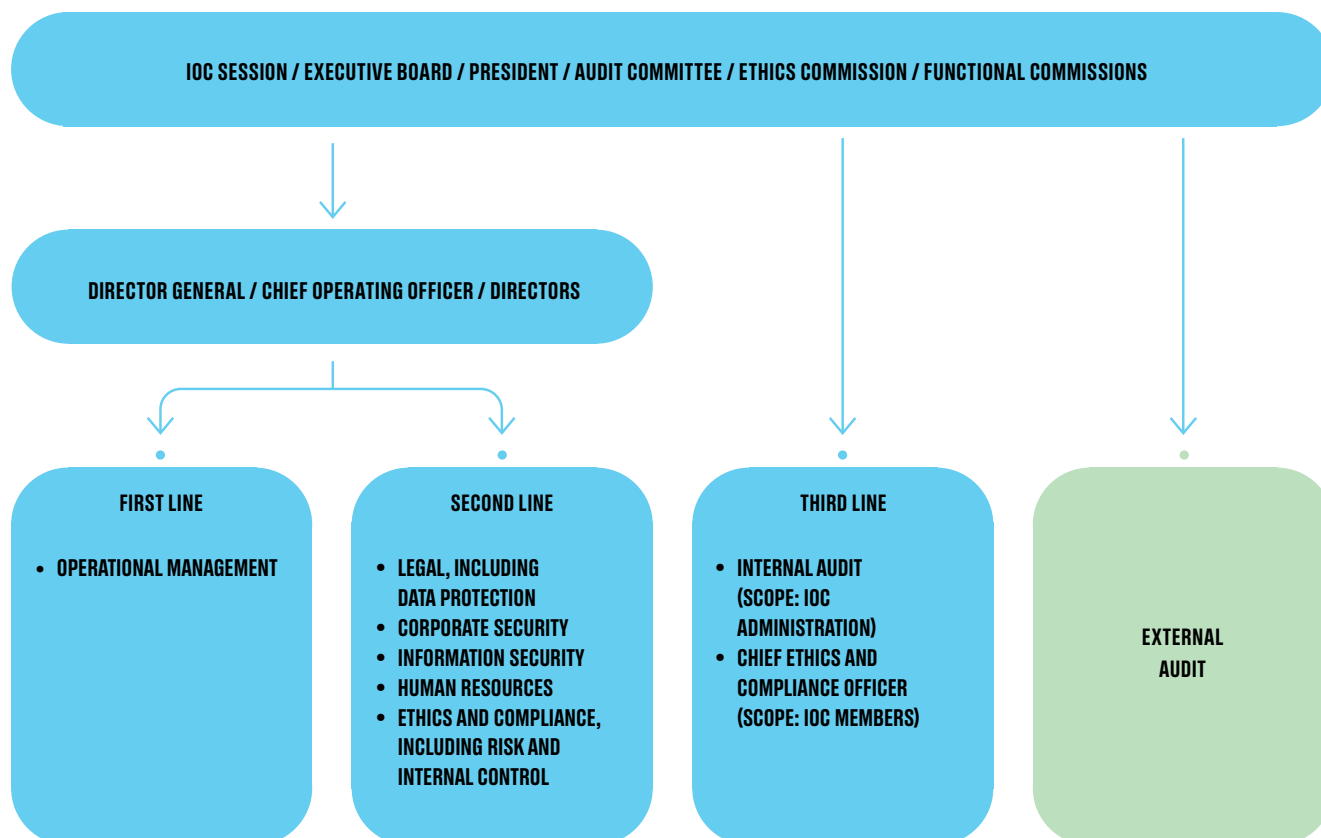 IOC SESSION / EXECUTIVE BOARD / PRESIDENT / AUDIT COMMITTEE / ETHICS COMMISSION / FUNCTIONAL COMMISSIONS
DIRECTOR GENERAL / CHIEF OPERATING OFFICER / DIRECTORS
FIRST LINE
• OPERATIONAL MANAGEMENT
SECOND LINE
• LEGAL, INCLUDING
DATA PROTECTION
• CORPORATE SECURITY
• INFORMATION SECURITY
• HUMAN RESOURCES
• ETHICS AND COMPLIANCE,
INCLUDING RISK AND
INTERNAL CONTROL
THIRD LINE
• INTERNAL AUDIT
(SCOPE: IOC
ADMINISTRATION)
• CHIEF ETHICS AND
COMPLIANCE OFFICER
(SCOPE: IOC MEMBERS)
EXTERNAL
AUDIT